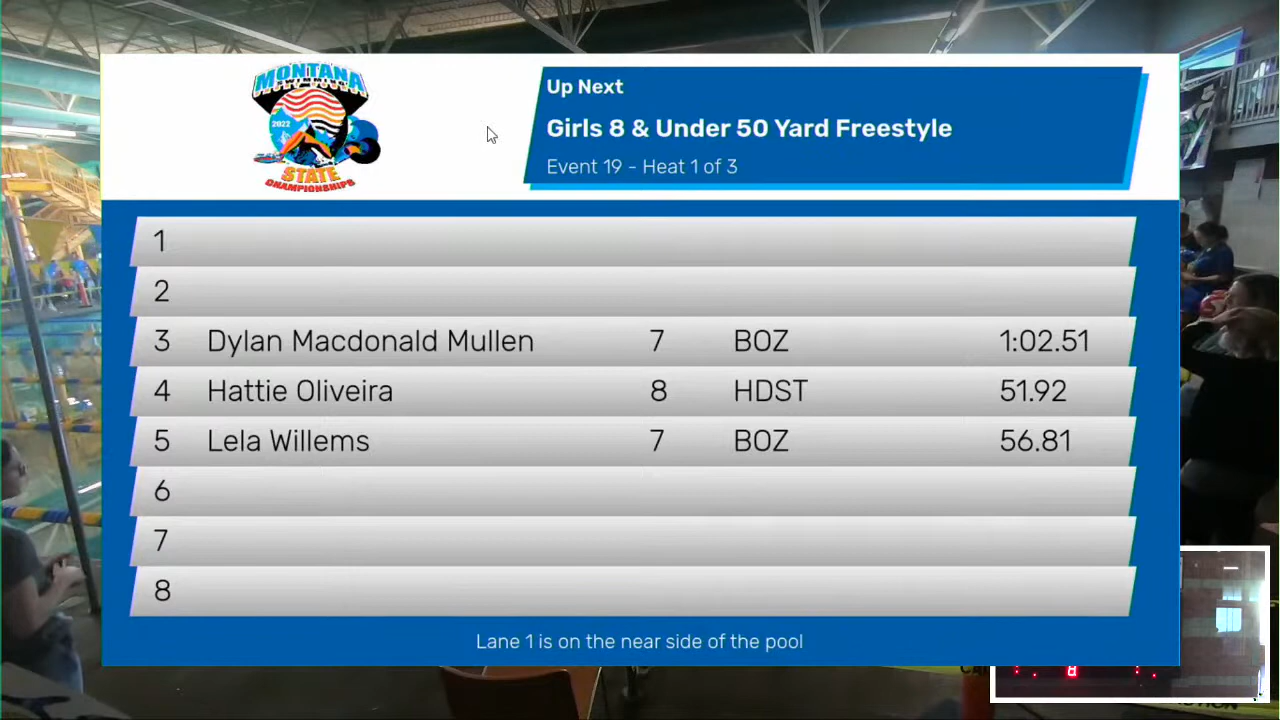 MONTANA
SWIMMING
2022
STATE
CHAMPIONSHIPS
Up Next
Girls 8 & Under 50 Yard Freestyle
Event 19 - Heat 1 of 3
1
2
3 Dylan Macdonald Mullen 7 BOZ 1:02.51
4 Hattie Oliveira 8 HDST 51.92
5 Lela Willems 7 BOZ 56.81
6
7
8
Lane 1 is on the near side of the pool
8